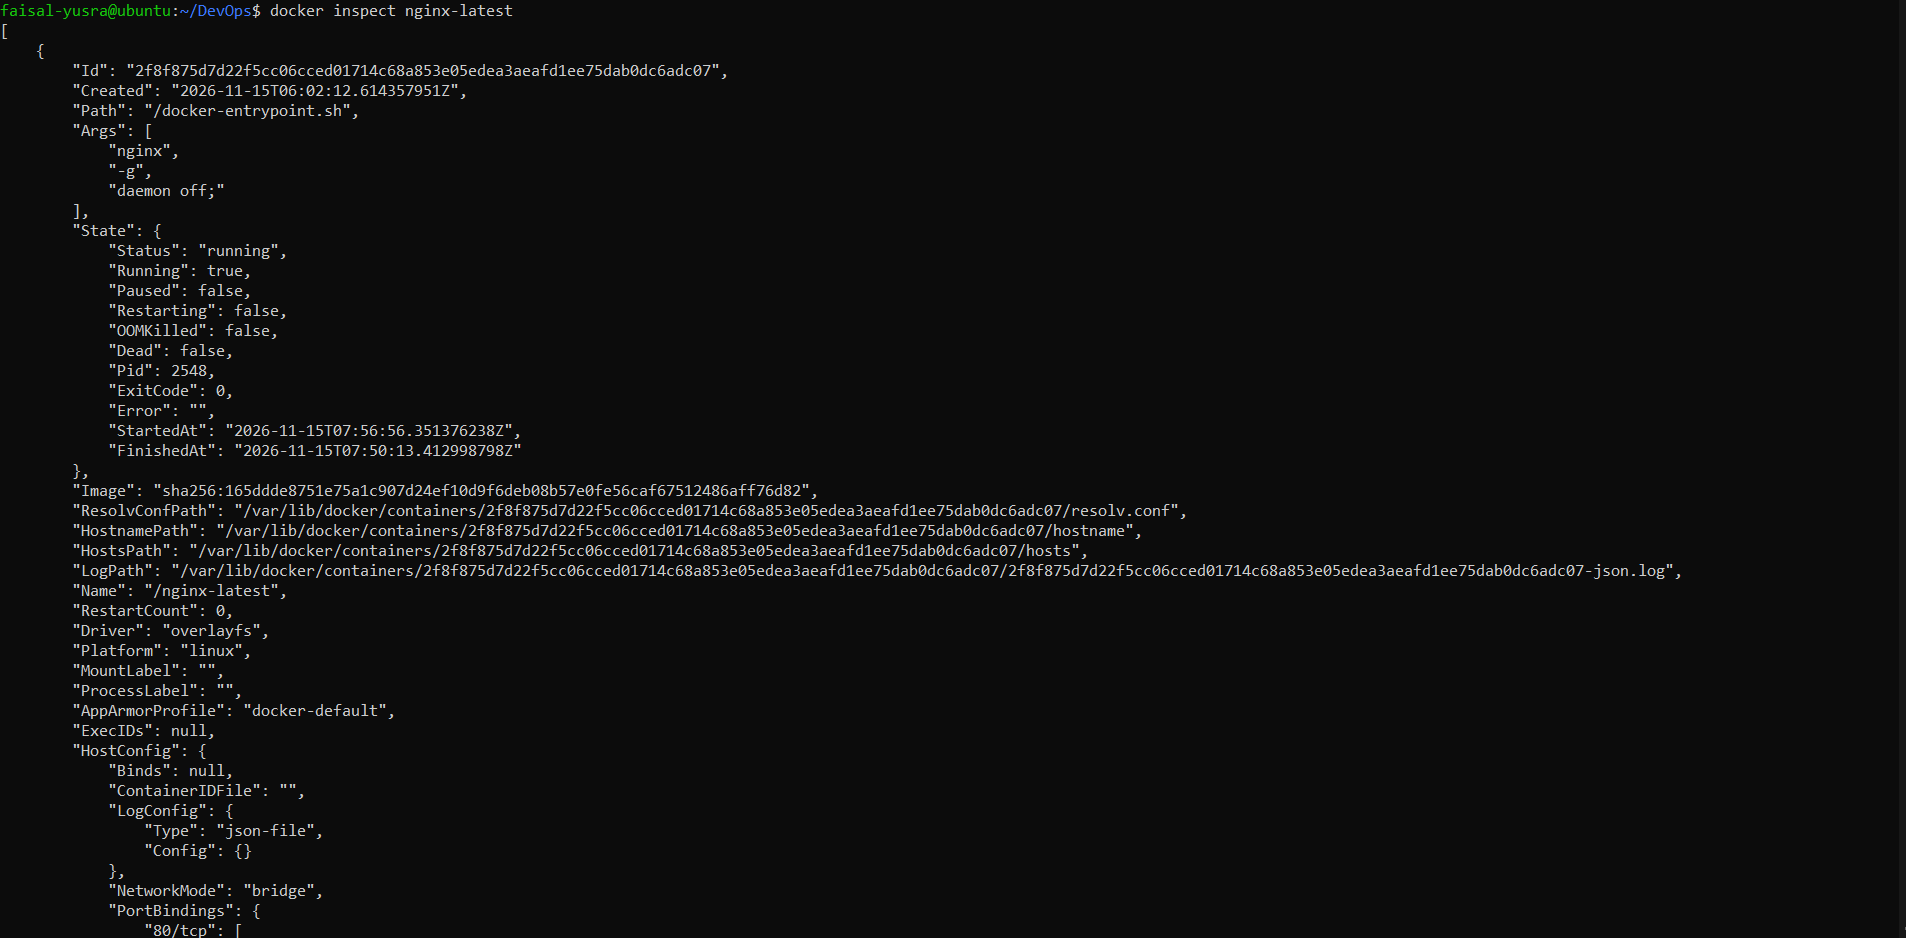 faisal-yusra@ubuntu:~/DevOps$ docker inspect nginx-latest
[
    {
        "Id": "2f8f875d7d22f5cc06cced01714c68a853e05edea3aeafd1ee75dab0dc6adc07",
        "Created": "2026-11-15T06:02:12.614357951Z",
        "Path": "/docker-entrypoint.sh",
        "Args": [
            "nginx",
            "-g",
            "daemon off;"
        ],
        "State": {
            "Status": "running",
            "Running": true,
            "Paused": false,
            "Restarting": false,
            "OOMKilled": false,
            "Dead": false,
            "Pid": 2548,
            "ExitCode": 0,
            "Error": "",
            "StartedAt": "2026-11-15T07:56:56.351376238Z",
            "FinishedAt": "2026-11-15T07:50:13.412998798Z"
        },
        "Image": "sha256:165ddde8751e75a1c907d24ef10d9f6deb08b57e0fe56caf67512486aff76d82",
        "ResolvConfPath": "/var/lib/docker/containers/2f8f875d7d22f5cc06cced01714c68a853e05edea3aeafd1ee75dab0dc6adc07/resolv.conf",
        "HostnamePath": "/var/lib/docker/containers/2f8f875d7d22f5cc06cced01714c68a853e05edea3aeafd1ee75dab0dc6adc07/hostname",
        "HostsPath": "/var/lib/docker/containers/2f8f875d7d22f5cc06cced01714c68a853e05edea3aeafd1ee75dab0dc6adc07/hosts",
        "LogPath": "/var/lib/docker/containers/2f8f875d7d22f5cc06cced01714c68a853e05edea3aeafd1ee75dab0dc6adc07/2f8f875d7d22f5cc06cced01714c68a853e05edea3aeafd1ee75dab0dc6adc07-json.log",
        "Name": "/nginx-latest",
        "RestartCount": 0,
        "Driver": "overlayfs",
        "Platform": "linux",
        "MountLabel": "",
        "ProcessLabel": "",
        "AppArmorProfile": "docker-default",
        "ExecIDs": null,
        "HostConfig": {
            "Binds": null,
            "ContainerIDFile": "",
            "LogConfig": {
                "Type": "json-file",
                "Config": {}
            },
            "NetworkMode": "bridge",
            "PortBindings": {
                "80/tcp": [